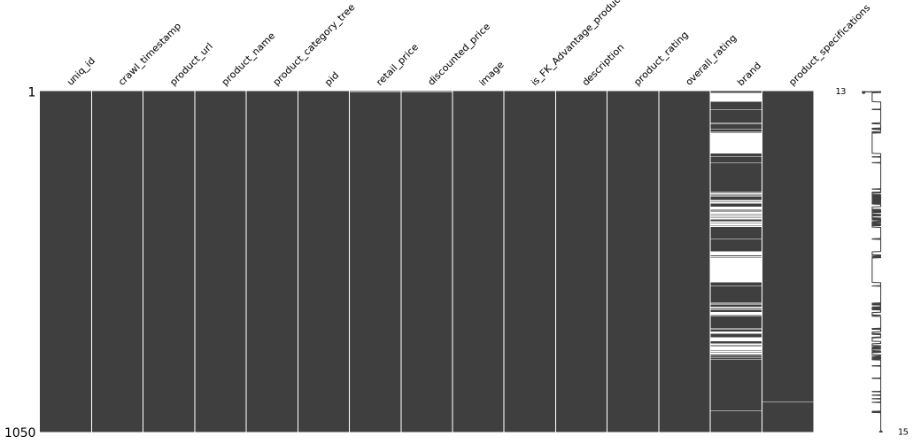 uniq_id
crawl_timestamp
product_url
product_name
product_category_tree
pid
retail_price
discounted_price
image
is_FK_Advantage_product
description
product_rating
overall_rating
brand
product_specifications
1
13
1050
15